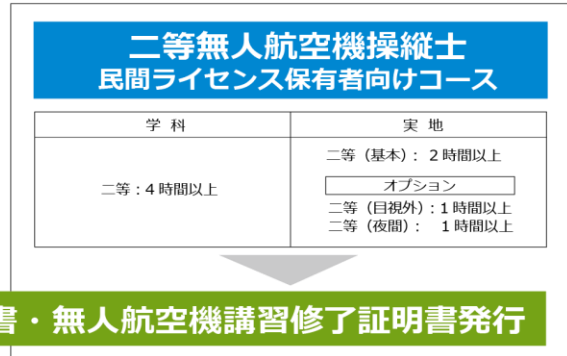 二等無人航空機操縦士
民間ライセンス保有者向けコース
学 科
実 地
二等：4時間以上
二等（基本）： 2時間以上
オプション
二等（目視外）：1時間以上
二等（夜間）： 1時間以上
書・無人航空機講習修了証明書発行